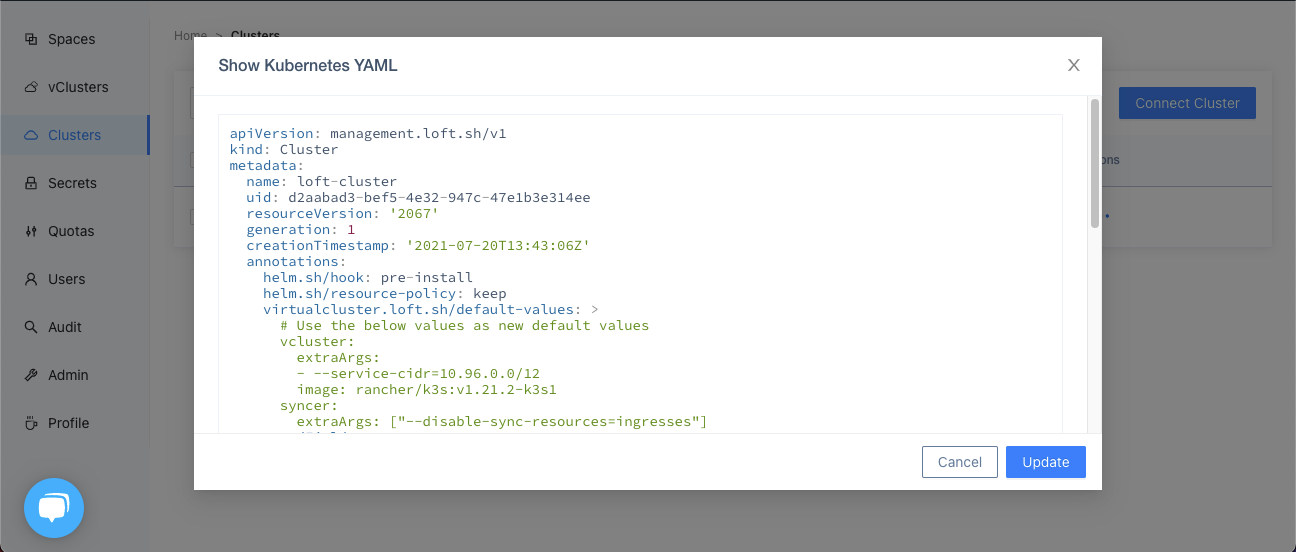 Home > Clusters
Spaces
vClusters
Clusters
Secrets
Quotas
Users
Audit
Admin
Profile
Connect Cluster
Show Kubernetes YAML
apiVersion: management.loft.sh/v1
kind: Cluster
metadata:
  name: loft-cluster
  uid: d2aabad3-bef5-4e32-947c-47e1b3e314ee
  resourceVersion: '2067'
  generation: 1
  creationTimestamp: '2021-07-20T13:43:06Z'
  annotations:
    helm.sh/hook: pre-install
    helm.sh/resource-policy: keep
    virtualcluster.loft.sh/default-values: >
      # Use the below values as new default values
      vcluster:
        extraArgs:
        - --service-cidr=10.96.0.0/12
        image: rancher/k3s:v1.21.2-k3s1
      syncer:
        extraArgs: ["--disable-sync-resources=ingresses"]
Cancel
Update